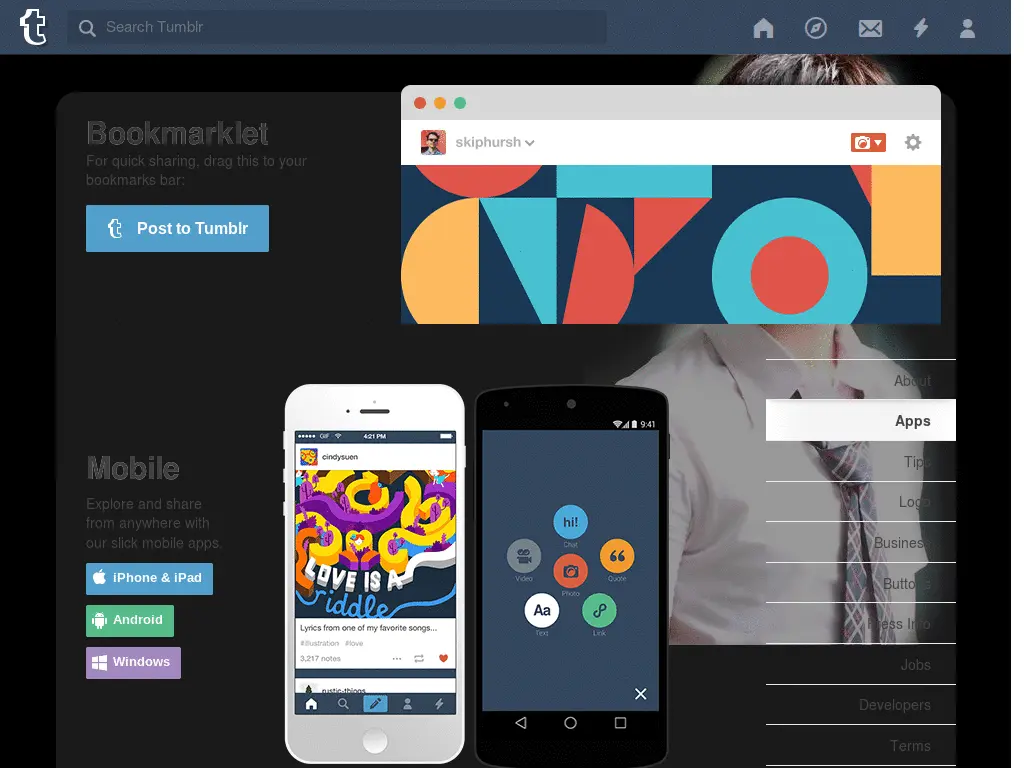 Search Tumblr
Bookmarklet
For quick sharing, drag this to your
bookmarks bar:
Post to Tumblr
skiphursh
About
Apps
Tips
Logo
Business
Buttons
Press Info
Jobs
Developers
Terms
Mobile
Explore and share
from anywhere with
our slick mobile apps.
iPhone & iPad
Android
Windows
GIF
4:21 PM
cindysuen
LOVE IS A
riddle
Lyrics from one of my favorite songs...
#illustration #love
3,217 notes
rustic-things
9:41
hi!
Chat
Video
Quote
Photo
Aa
Text
Link